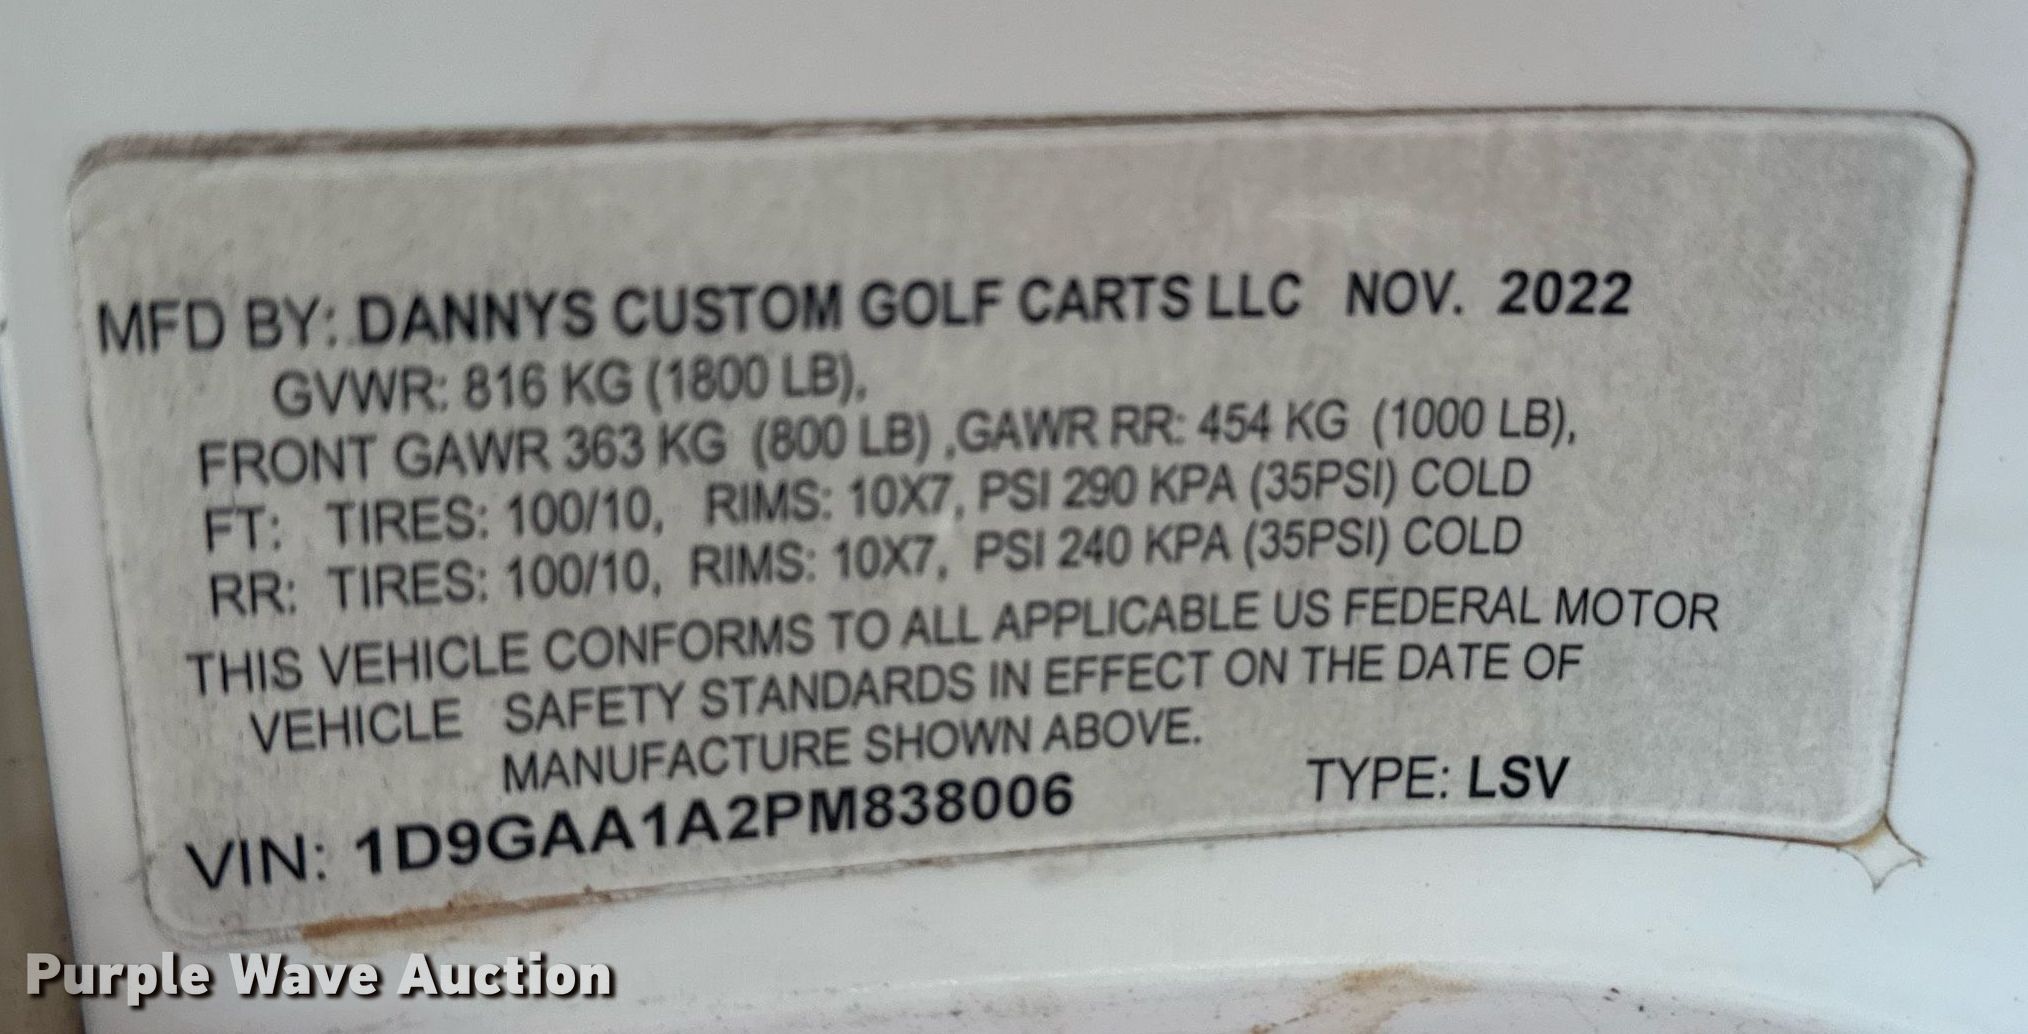 MFD BY: DANNYS CUSTOM GOLF CARTS LLC NOV. 2022
GVWR: 816 KG (1800 LB),
FRONT GAWR 363 KG (800 LB) ,GAWR RR: 454 KG (1000 LB),
FT: TIRES: 100/10, RIMS: 10X7, PSI 290 KPA (35PSI) COLD
RR: TIRES: 100/10, RIMS: 10X7, PSI 240 KPA (35PSI) COLD
THIS VEHICLE CONFORMS TO ALL APPLICABLE US FEDERAL MOTOR
VEHICLE SAFETY STANDARDS IN EFFECT ON THE DATE OF
MANUFACTURE SHOWN ABOVE.
VIN: 1D9GAA1A2PM838006 TYPE: LSV
Purple Wave Auction